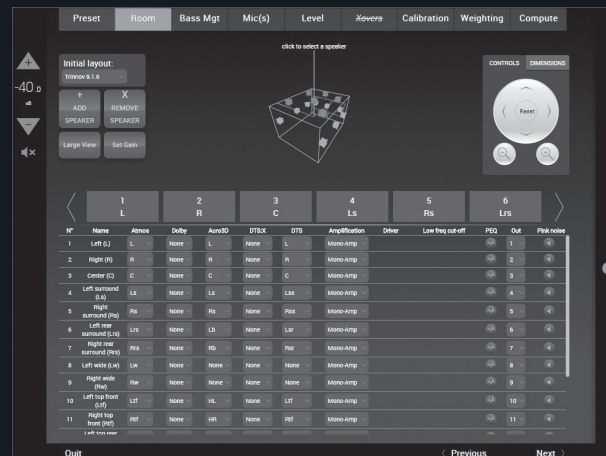 Preset Room Bass Mgt Mic(s) Level Xovers Calibration Weighting Compute
click to select a speaker
Initial layout:
Trinnov 9.1.6
CONTROLS DIMENSIONS
-40.0
+ ADD SPEAKER
X REMOVE SPEAKER
Reset
Large View Set Gain
1 2 3 4 5 6
L R C Ls Rs Lrs
N° Name Atmos Dolby Auro3D DTS:X DTS Amplification Driver Low freq cut-off PEQ Out Pink noise
1 Left (L) L None L None L Mono-Amp 1
2 Right (R) R None R None R Mono-Amp 2
3 Center (C) C None C None C Mono-Amp 3
4 Left surround (Ls) Ls None Ls None Lss Mono-Amp 4
5 Right surround (Rs) Rs None Rs None Rss Mono-Amp 5
6 Left rear surround (Lrs) Lrs None Lb None Lsr Mono-Amp 6
7 Right rear surround (Rrs) Rrs None Rb None Rsr Mono-Amp 7
8 Left wide (Lw) Lw None None None None Mono-Amp 8
9 Right wide (Rw) Rw None None None None Mono-Amp 9
10 Left top front (Ltf) Ltf None HL None Ltf Mono-Amp 10
11 Right top front (Rtf) Rtf None HR None Rtf Mono-Amp 11
Left top rear
Quit Previous Next